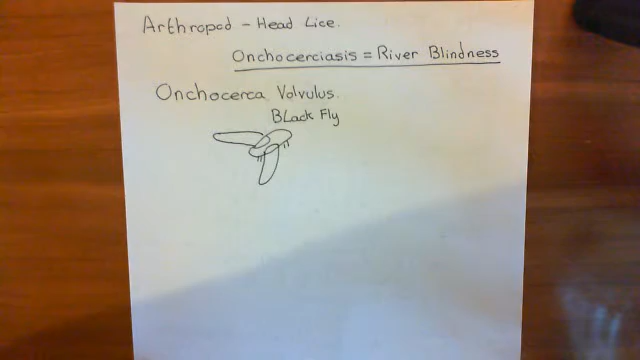 Arthropod - Head Lice.
Onchocerciasis = River Blindness
Onchocerca Volvulus.
BLack Fly